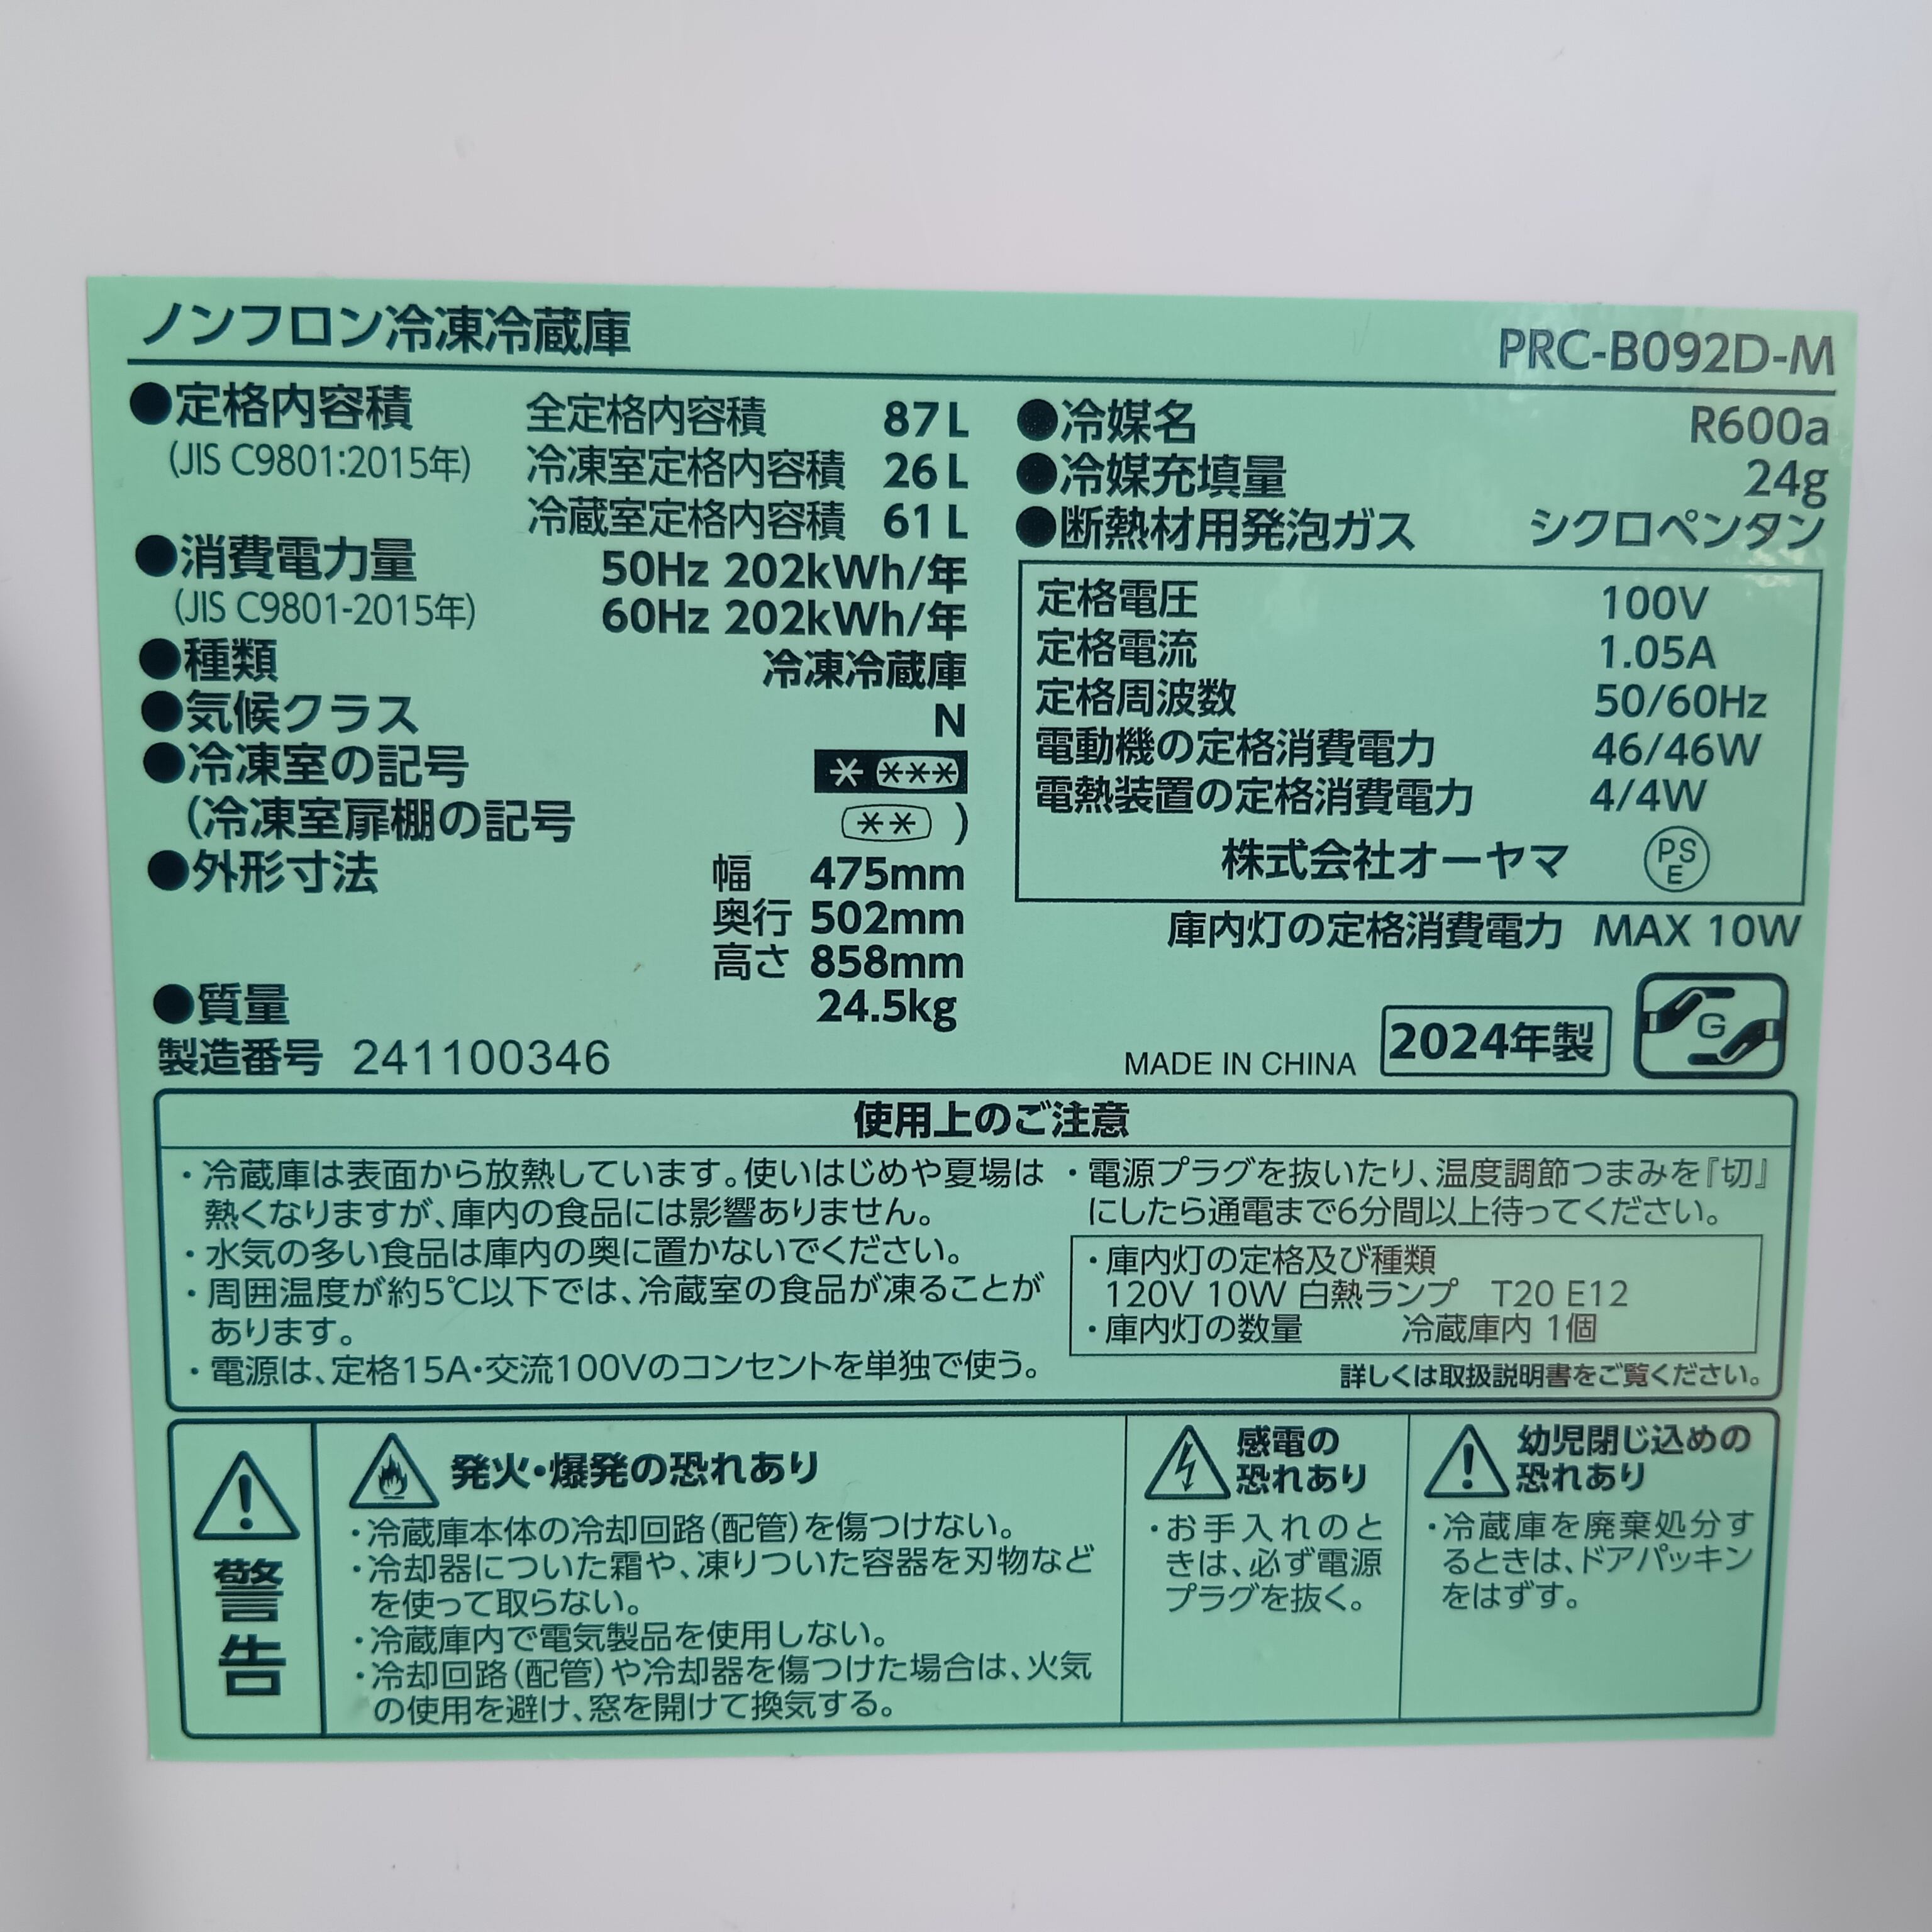 ノンフロン冷凍冷蔵庫 PRC-B092D-M
●定格内容積 全定格内容積 87L
(JIS C9801:2015年) 冷凍室定格内容積 26L
冷蔵室定格内容積 61L
●消費電力量 50Hz 202kWh/年
(JIS C9801-2015年) 60Hz 202kWh/年
●種類 冷凍冷蔵庫
●気候クラス N
●冷凍室の記号 * ***
(冷凍室扉棚の記号 ** )
●外形寸法 幅 475mm
奥行 502mm
高さ 858mm
●質量 24.5kg
製造番号 241100346
●冷媒名 R600a
●冷媒充填量 24g
●断熱材用発泡ガス シクロペンタン
定格電圧 100V
定格電流 1.05A
定格周波数 50/60Hz
電動機の定格消費電力 46/46W
電熱装置の定格消費電力 4/4W
株式会社オーヤマ PSE
庫内灯の定格消費電力 MAX 10W
MADE IN CHINA 2024年製 G
使用上のご注意
・冷蔵庫は表面から放熱しています。使いはじめや夏場は
熱くなりますが、庫内の食品には影響ありません。
・水気の多い食品は庫内の奥に置かないでください。
・周囲温度が約5℃以下では、冷蔵室の食品が凍ることが
あります。
・電源は、定格15A・交流100Vのコンセントを単独で使う。
・電源プラグを抜いたり、温度調節つまみを『切』
にしたら通電まで6分間以上待ってください。
・庫内灯の定格及び種類
120V 10W 白熱ランプ T20 E12
・庫内灯の数量 冷蔵庫内 1個
詳しくは取扱説明書をご覧ください。
警告
発火・爆発の恐れあり
・冷蔵庫本体の冷却回路(配管)を傷つけない。
・冷却器についた霜や、凍りついた容器を刃物など
を使って取らない。
・冷蔵庫内で電気製品を使用しない。
・冷却回路(配管)や冷却器を傷つけた場合は、火気
の使用を避け、窓を開けて換気する。
感電の
恐れあり
・お手入れのと
きは、必ず電源
プラグを抜く。
幼児閉じ込めの
恐れあり
・冷蔵庫を廃棄処分す
るときは、ドアパッキン
をはずす。